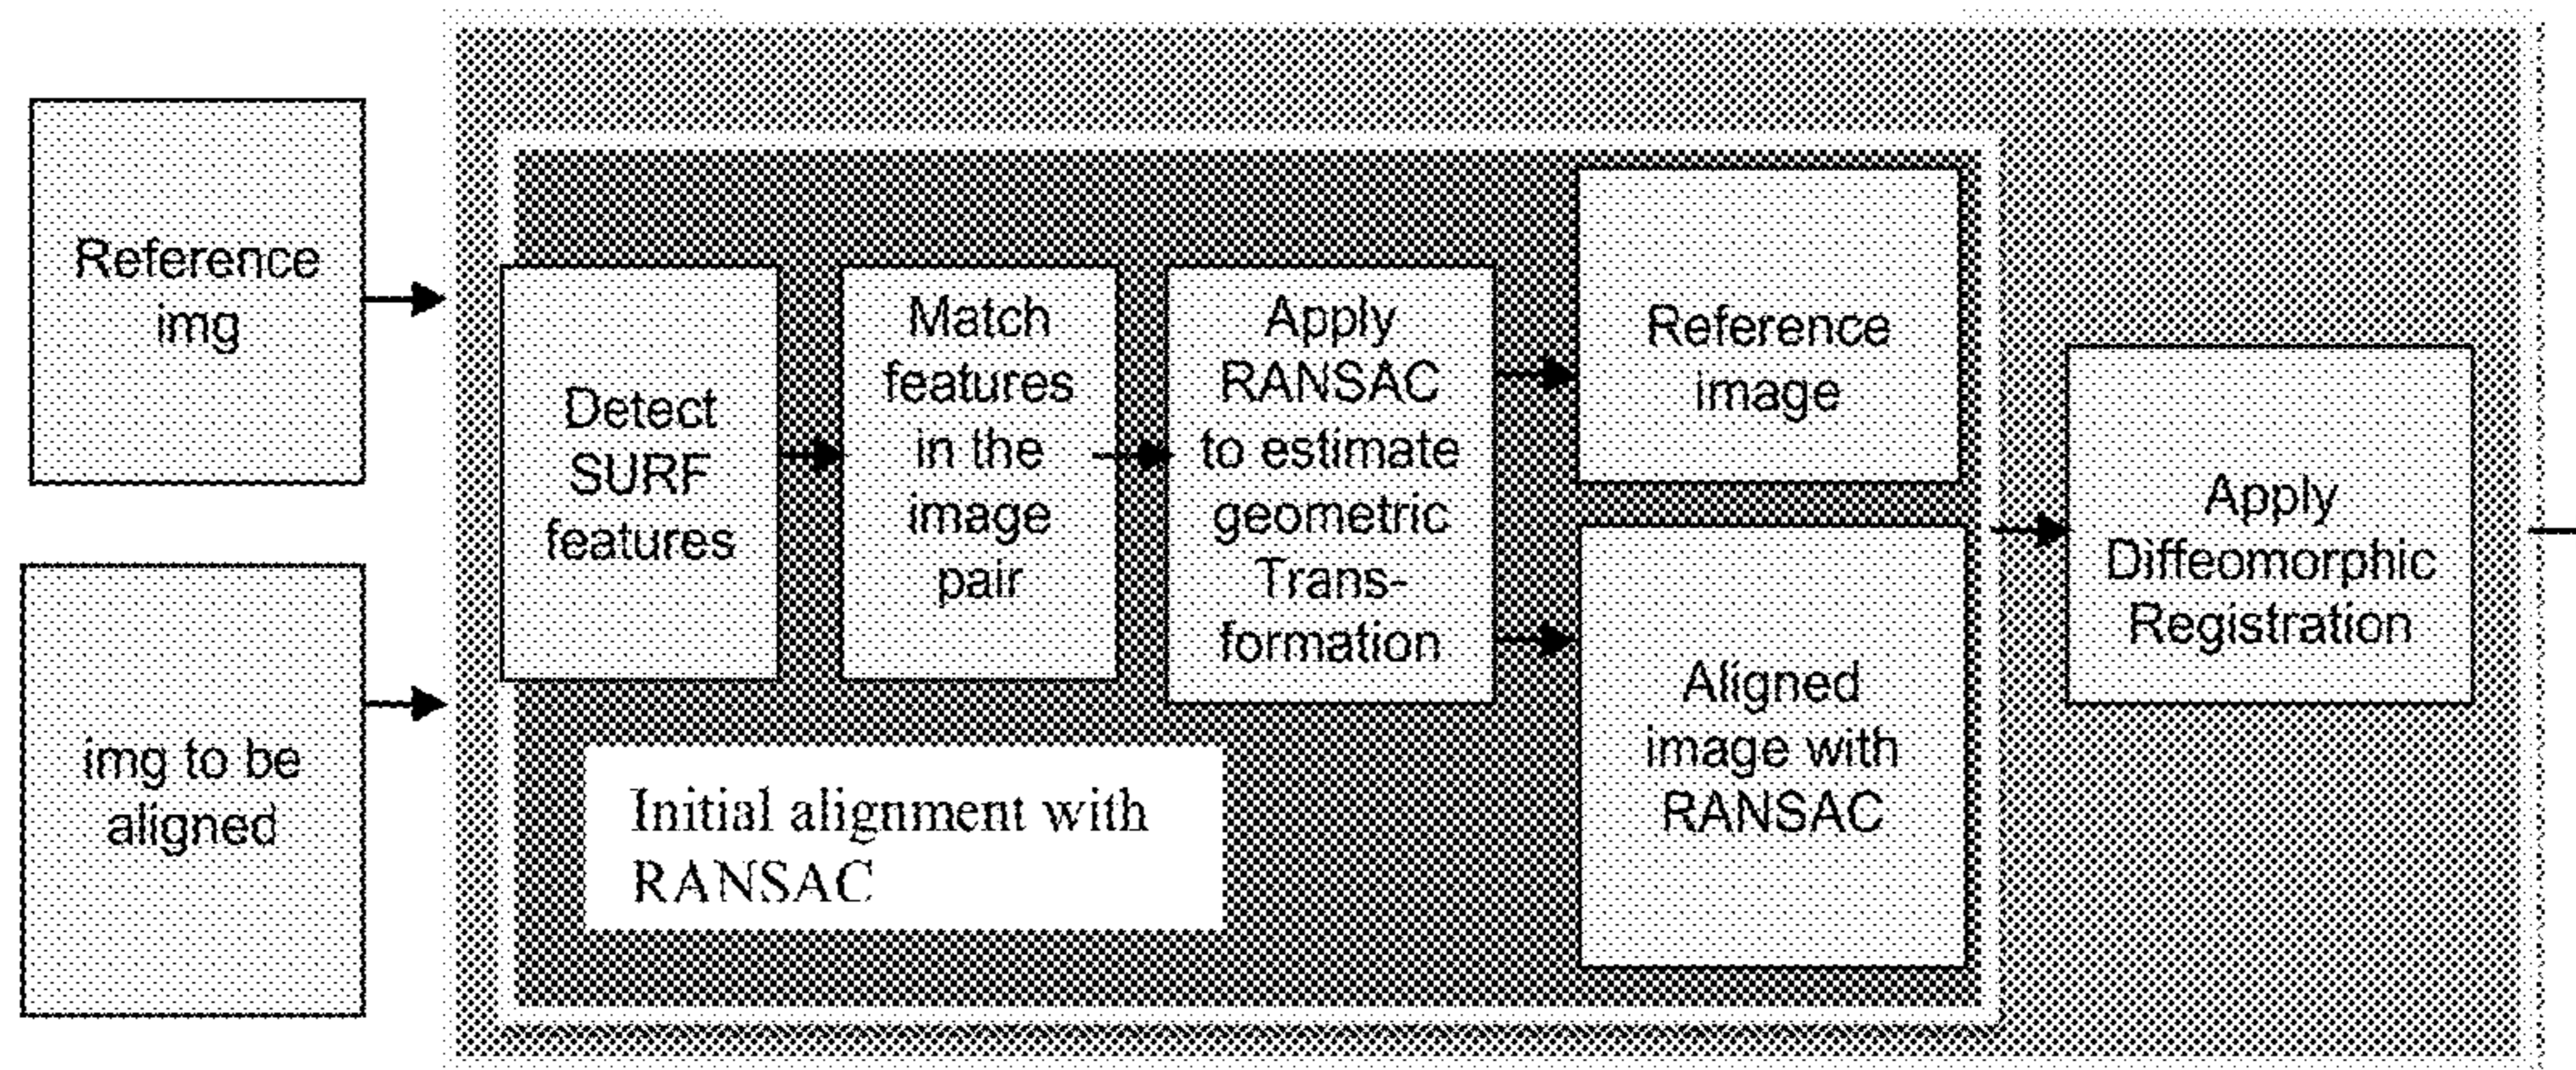 Reference
img
img to be
aligned
Detect
SURF
features
Match
features
in the
image
pair
Apply
RANSAC
to estimate
geometric
Trans-
formation
Reference
image
Aligned
image with
RANSAC
Initial alignment with
RANSAC
Apply
Diffeomorphic
Registration